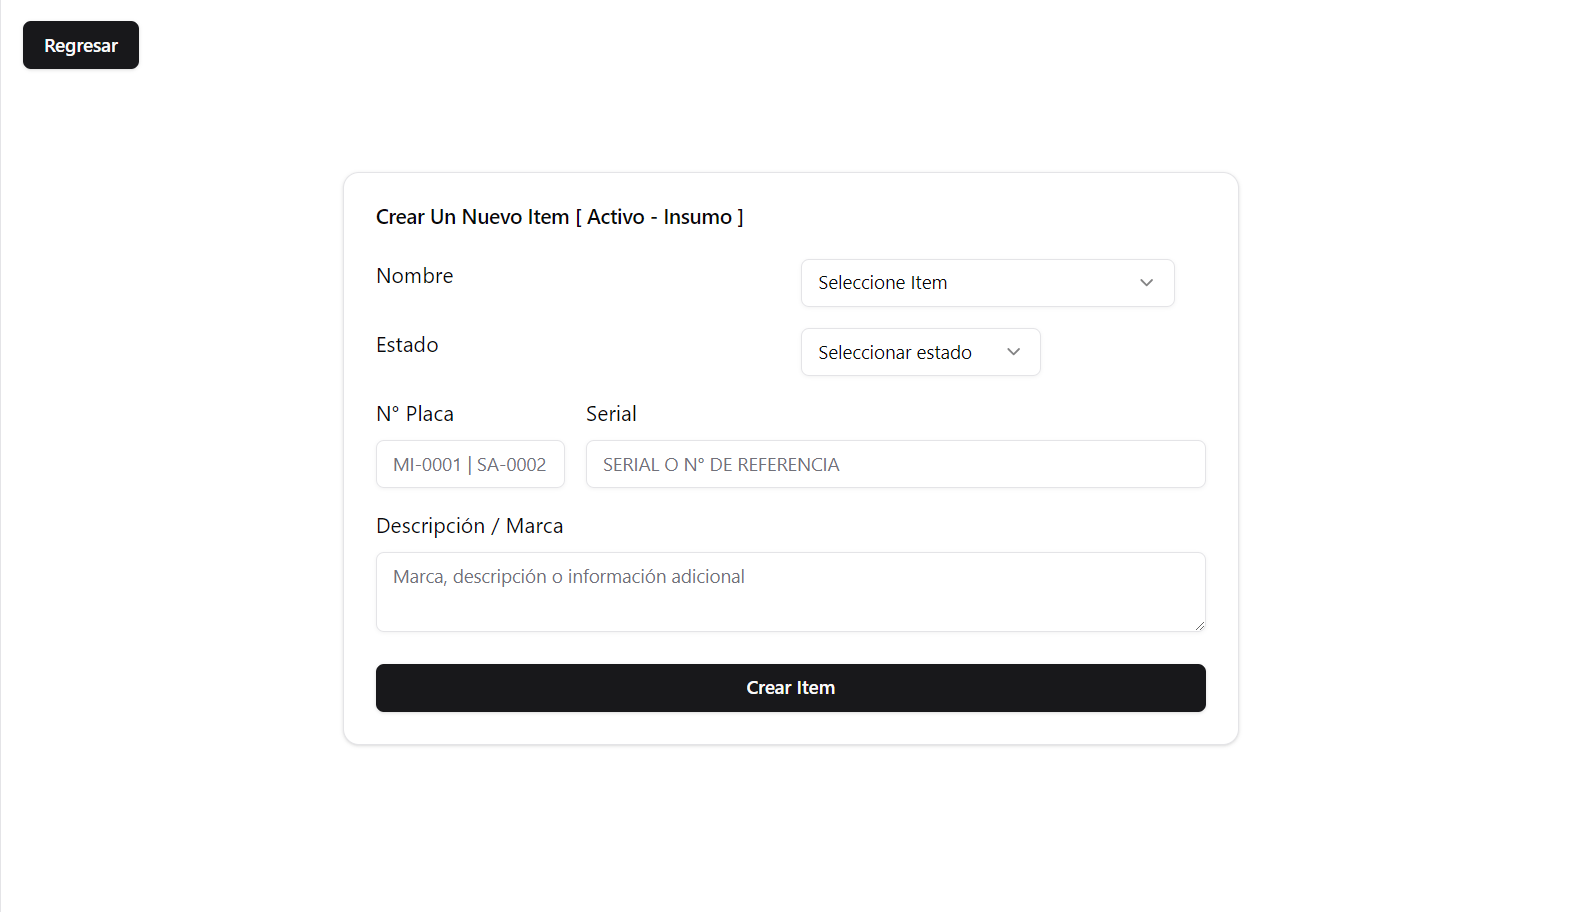 Regresar
Crear Un Nuevo Item [ Activo - Insumo ]
Nombre
Seleccione Item
Estado
Seleccionar estado
N° Placa
Serial
MI-0001 | SA-0002
SERIAL O N° DE REFERENCIA
Descripción / Marca
Marca, descripción o información adicional
Crear Item